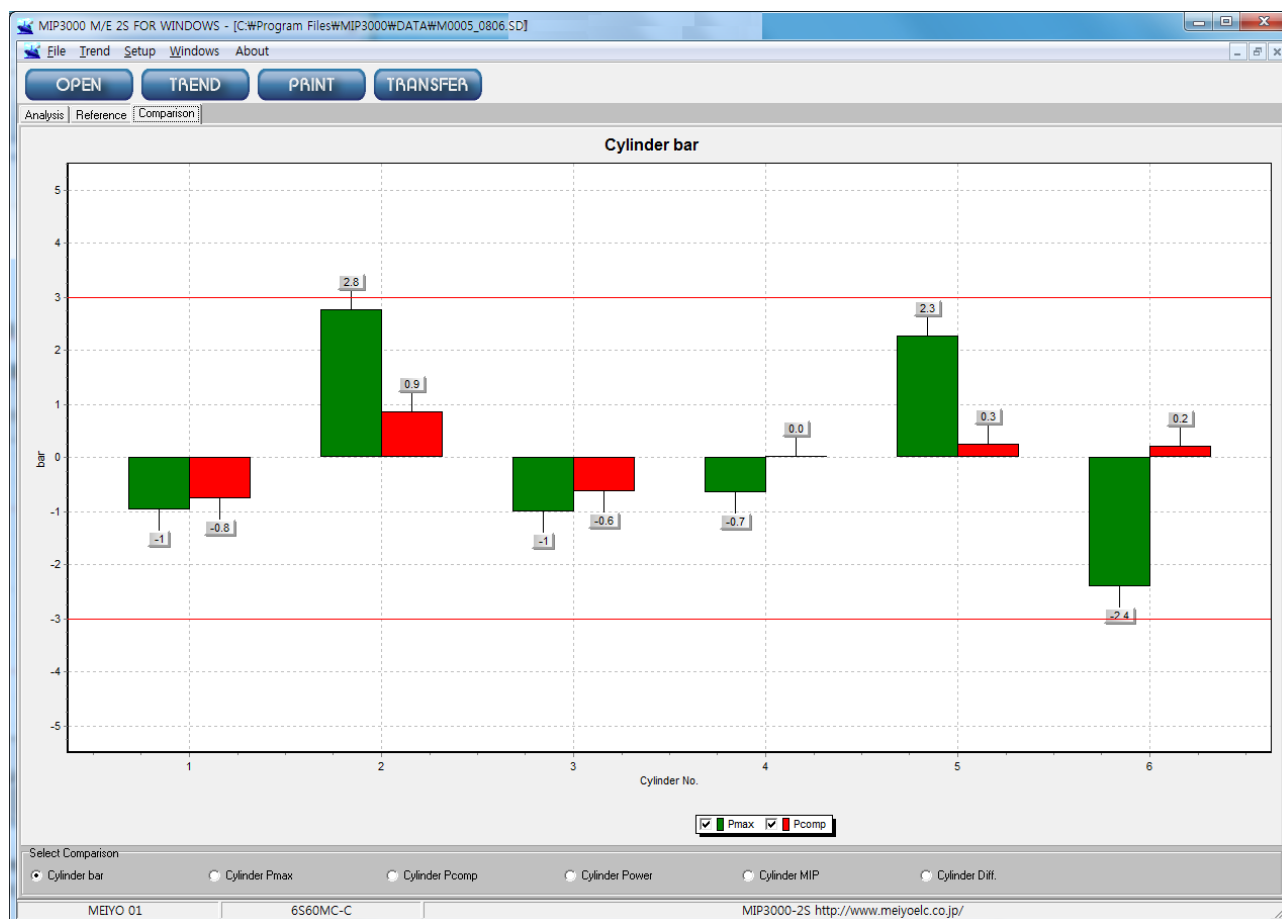 MIP3000 M/E 2S FOR WINDOWS - [C:₩Program Files₩MIP3000₩DATA₩M0005_0806.SD]
File Trend Setup Windows About
OPEN TREND PRINT TRANSFER
Analysis Reference Comparison
Cylinder bar
5
4
3
2
1
0
-1
-2
-3
-4
-5
bar
-1
-0.8
2.8
0.9
-1
-0.6
-0.7
0.0
2.3
0.3
-2.4
0.2
1 2 3 4 5 6
Cylinder No.
Pmax Pcomp
Select Comparison
Cylinder bar Cylinder Pmax Cylinder Pcomp Cylinder Power Cylinder MIP Cylinder Diff.
MEIYO 01 6S60MC-C MIP3000-2S http://www.meiyoelc.co.jp/